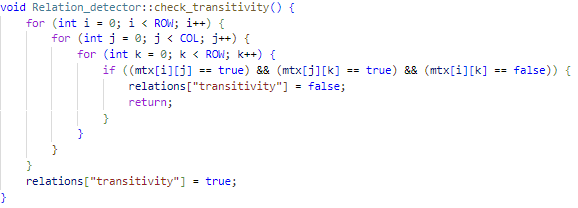 void Relation_detector::check_transitivity() {
    for (int i = 0; i < ROW; i++) {
        for (int j = 0; j < COL; j++) {
            for (int k = 0; k < ROW; k++) {
                if ((mtx[i][j] == true) && (mtx[j][k] == true) && (mtx[i][k] == false)) {
                    relations["transitivity"] = false;
                    return;
                }
            }
        }
    }
    relations["transitivity"] = true;
}